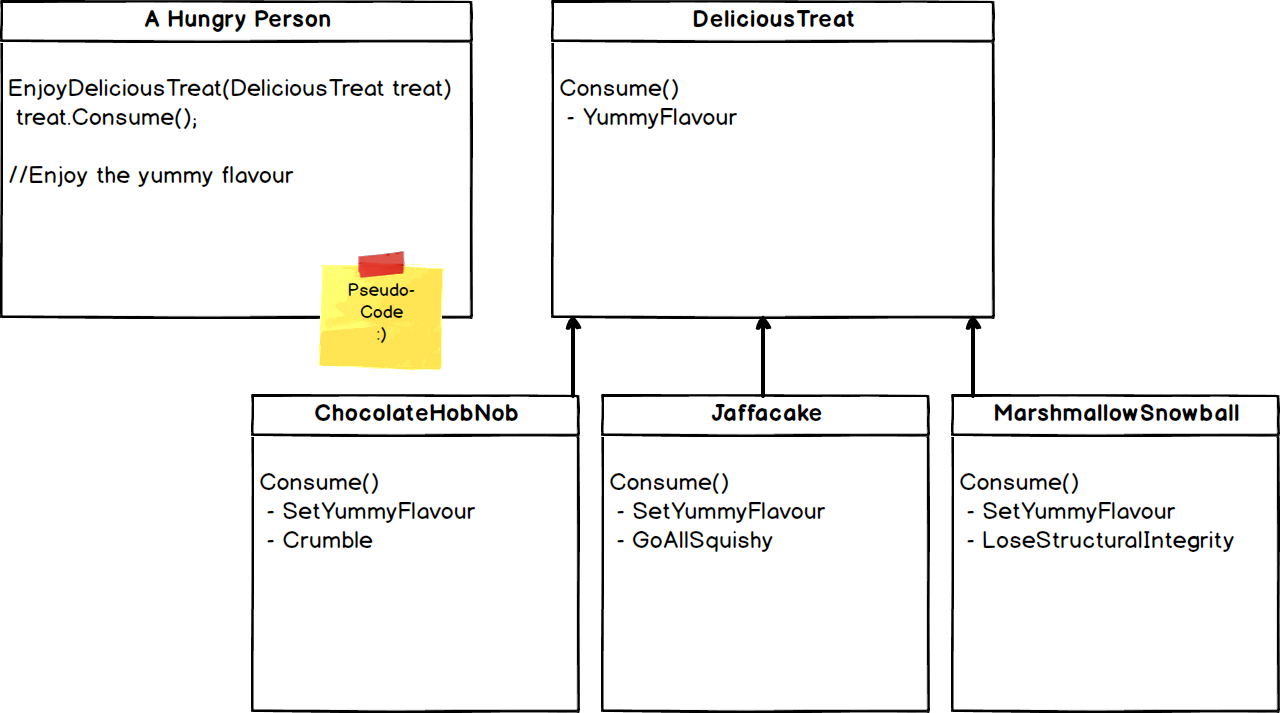 A Hungry Person
EnjoyDeliciousTreat(DeliciousTreat treat)
treat.Consume();
//Enjoy the yummy flavour
Pseudo-
Code
:)
DeliciousTreat
Consume()
- YummyFlavour
ChocolateHobNob
Consume()
- SetYummyFlavour
- Crumble
Jaffacake
Consume()
- SetYummyFlavour
- GoAllSquishy
MarshmallowSnowball
Consume()
- SetYummyFlavour
- LoseStructuralIntegrity